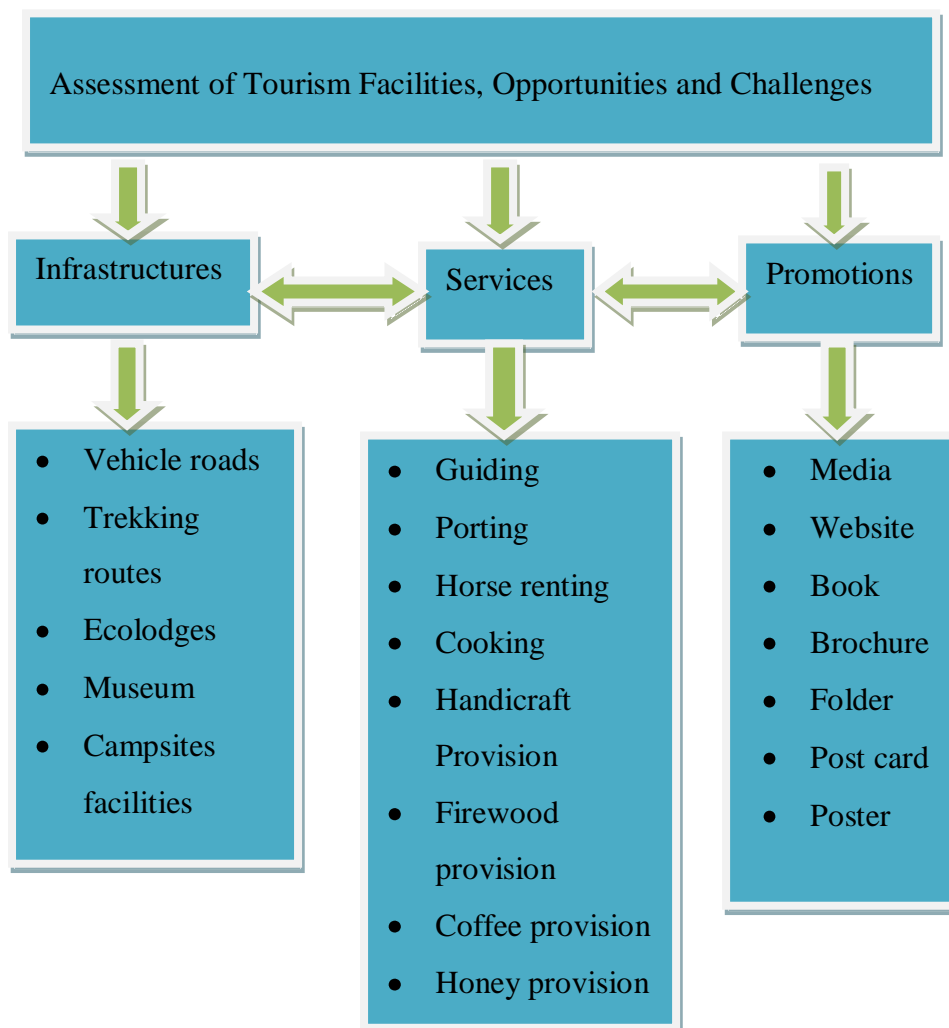 Assessment of Tourism Facilities, Opportunities and Challenges
Infrastructures
Services
Promotions
• Vehicle roads
• Trekking
routes
• Ecolodges
• Museum
• Campsites
facilities
• Guiding
• Porting
• Horse renting
• Cooking
• Handicraft
Provision
• Firewood
provision
• Coffee provision
• Honey provision
• Media
• Website
• Book
• Brochure
• Folder
• Post card
• Poster